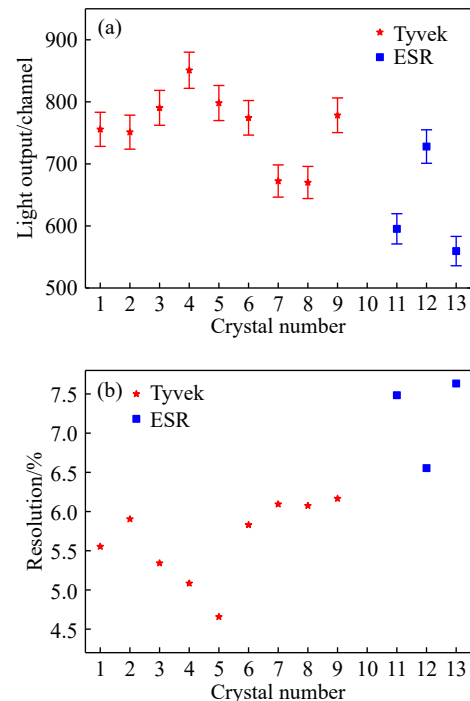 (a)
Tyvek
ESR
Light output/channel
900
800
700
600
500
1 2 3 4 5 6 7 8 9 10 11 12 13
Crystal number
(b)
Tyvek
ESR
Resolution/%
7.5
7.0
6.5
6.0
5.5
5.0
4.5
1 2 3 4 5 6 7 8 9 10 11 12 13
Crystal number